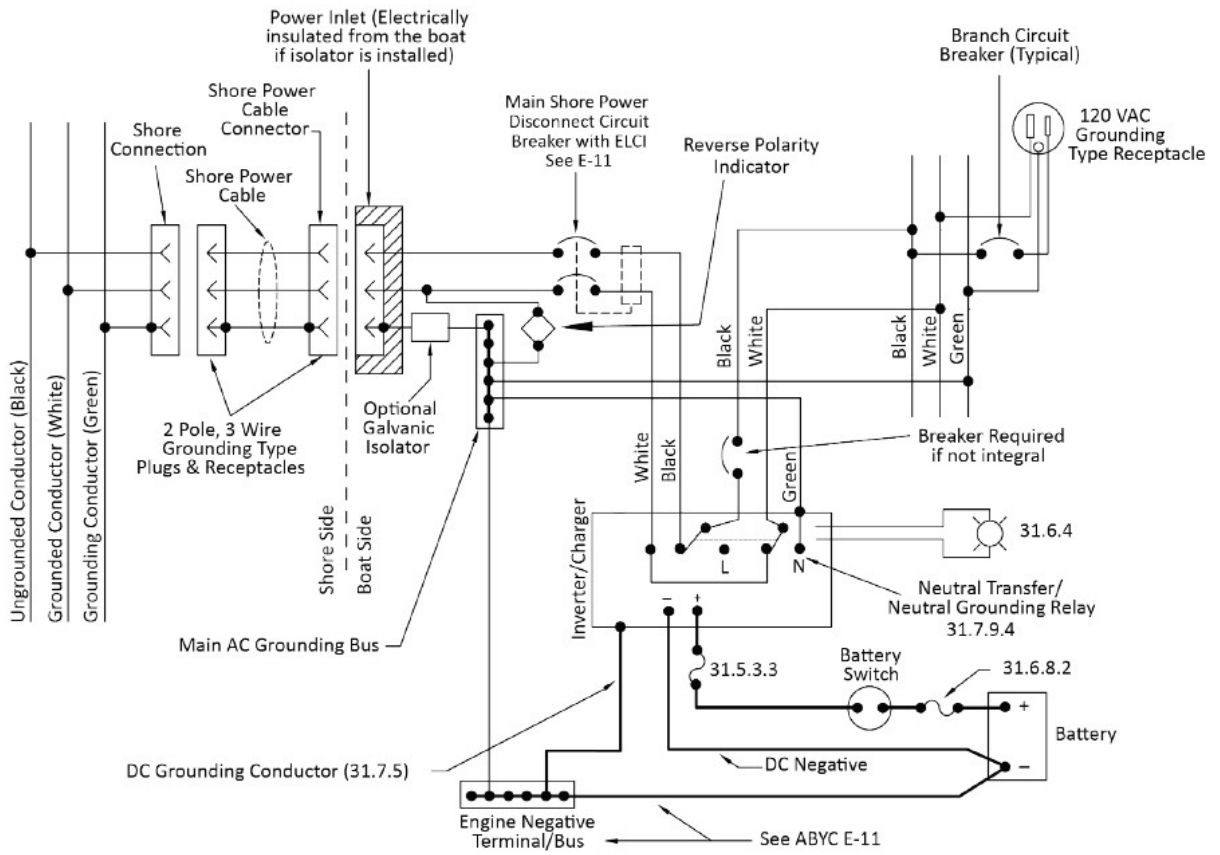 Power Inlet (Electrically
insulated from the boat
if isolator is installed)
Branch Circuit
Breaker (Typical)
Shore Power
Cable
Connector
Main Shore Power
Disconnect Circuit
Breaker with ELCI
See E-11
120 VAC
Grounding
Type Receptacle
Shore
Connection
Reverse Polarity
Indicator
Shore Power
Cable
Black
White
Black
White
Green
Optional
Galvanic
Isolator
2 Pole, 3 Wire
Grounding Type
Plugs & Receptacles
Breaker Required
if not integral
Ungrounded Conductor (Black)
Grounded Conductor (White)
Grounding Conductor (Green)
Shore Side
Boat Side
White
Black
Green
Inverter/Charger
L
N
31.6.4
Neutral Transfer/
Neutral Grounding Relay
31.7.9.4
− +
Main AC Grounding Bus
31.5.3.3
Battery
Switch
31.6.8.2
+
Battery
−
DC Grounding Conductor (31.7.5)
DC Negative
Engine Negative
Terminal/Bus
See ABYC E-11